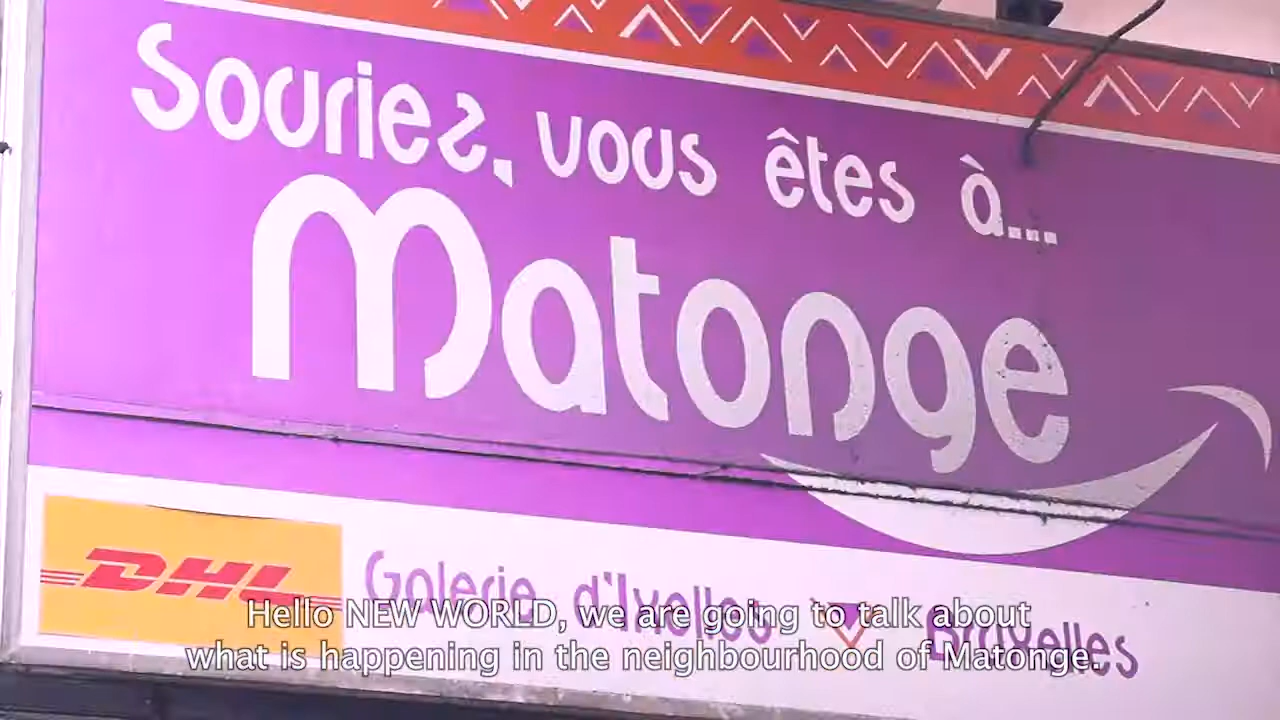 Souriez, vous êtes à...
Matonge
DHL
Galerie d'Ixelles Bruxelles
Hello NEW WORLD, we are going to talk about
what is happening in the neighbourhood of Matonge.